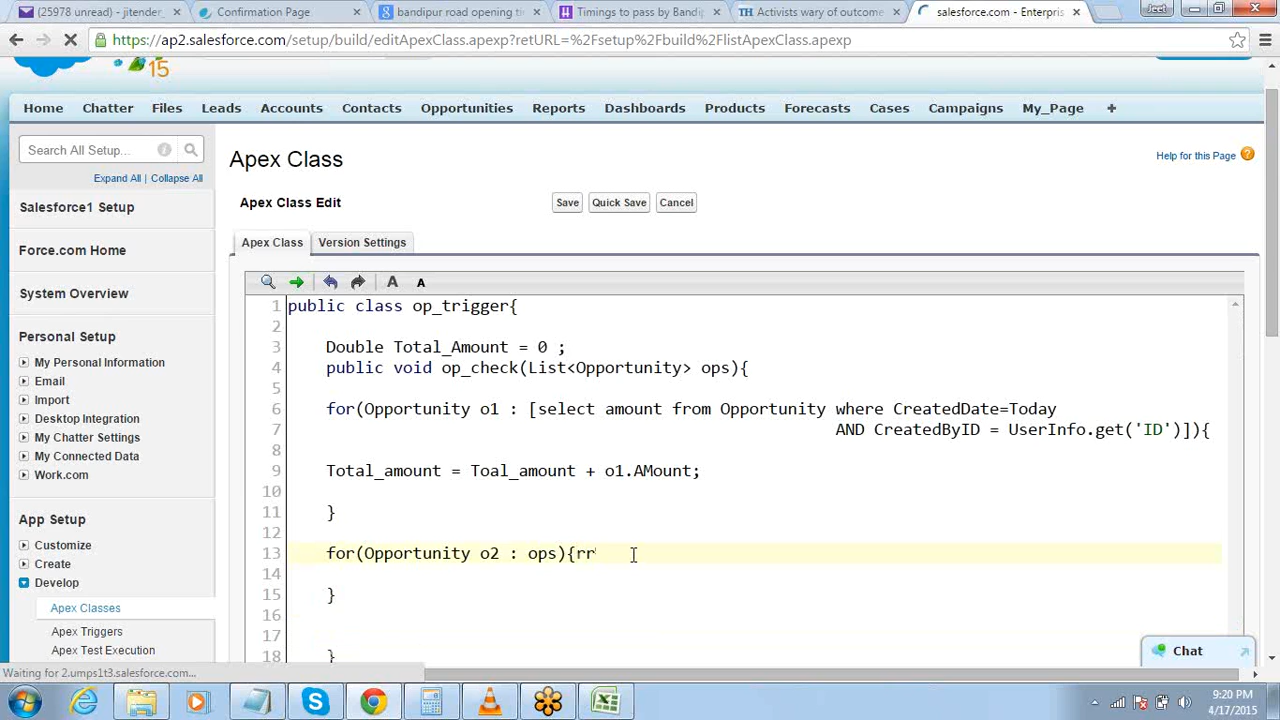 (25978 unread) - jitender_
Confirmation Page
bandipur road opening ti
Timings to pass by Bandip
TH Activists wary of outcome
salesforce.com - Enterpris
Jeet
https://ap2.salesforce.com/setup/build/editApexClass.apexp?retURL=%2Fsetup%2Fbuild%2FlistApexClass.apexp
15
Home
Chatter
Files
Leads
Accounts
Contacts
Opportunities
Reports
Dashboards
Products
Forecasts
Cases
Campaigns
My_Page
+
Search All Setup...
Expand All | Collapse All
Salesforce1 Setup
Force.com Home
System Overview
Personal Setup
My Personal Information
Email
Import
Desktop Integration
My Chatter Settings
My Connected Data
Work.com
App Setup
Customize
Create
Develop
Apex Classes
Apex Triggers
Apex Test Execution
Apex Class
Help for this Page
Apex Class Edit
Save
Quick Save
Cancel
Apex Class
Version Settings
A
A
1 public class op_trigger{
2
3 Double Total_Amount = 0 ;
4 public void op_check(List<Opportunity> ops){
5
6 for(Opportunity o1 : [select amount from Opportunity where CreatedDate=Today
7 AND CreatedByID = UserInfo.get('ID')]){
8
9 Total_amount = Toal_amount + o1.AMount;
10
11 }
12
13 for(Opportunity o2 : ops){rr
14
15 }
16
17
18 }
Chat
Waiting for 2.umps1t3.salesforce.com...
9:20 PM
4/17/2015